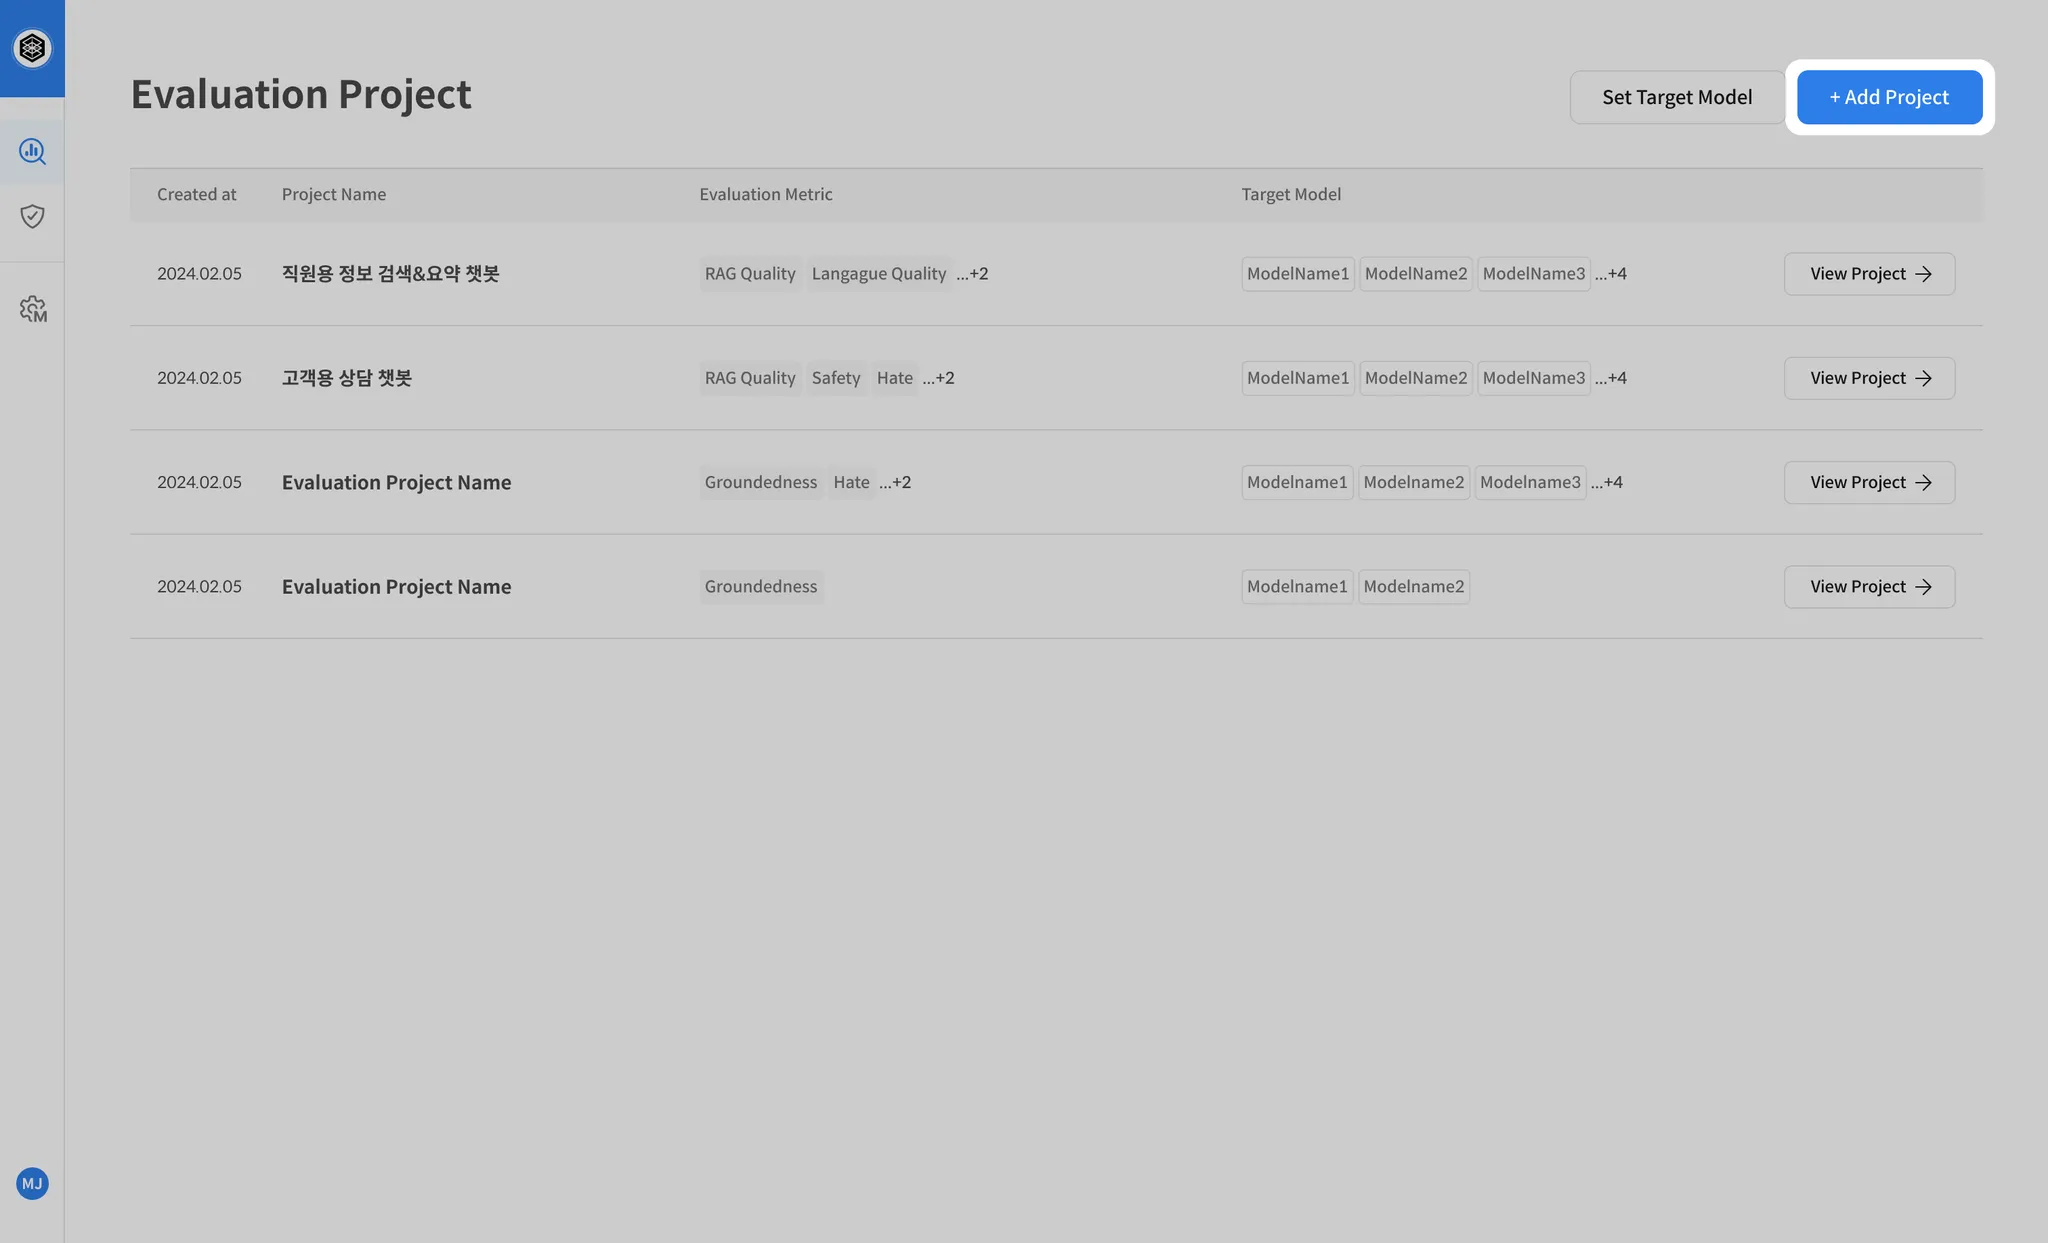 Evaluation Project
Set Target Model
+ Add Project
Created at Project Name Evaluation Metric Target Model
2024.02.05 직원용 정보 검색&요약 챗봇 RAG Quality Langague Quality ...+2 ModelName1 ModelName2 ModelName3 ...+4 View Project →
2024.02.05 고객용 상담 챗봇 RAG Quality Safety Hate ...+2 ModelName1 ModelName2 ModelName3 ...+4 View Project →
2024.02.05 Evaluation Project Name Groundedness Hate ...+2 Modelname1 Modelname2 Modelname3 ...+4 View Project →
2024.02.05 Evaluation Project Name Groundedness Modelname1 Modelname2 View Project →
M
MJ